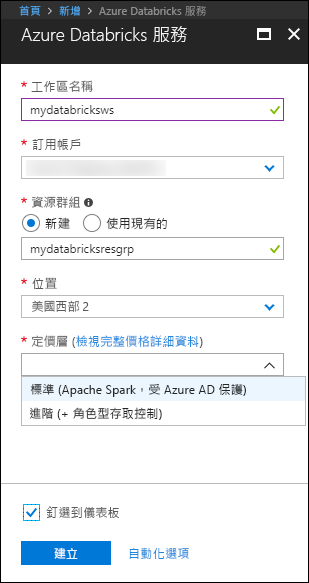 首頁 > 新增 > Azure Databricks 服務
Azure Databricks 服務
* 工作區名稱
mydatabricksws
* 訂用帳戶
* 資源群組
新建 使用現有的
mydatabricksresgrp
* 位置
美國西部 2
* 定價層 (檢視完整價格詳細資料)
標準 (Apache Spark，受 Azure AD 保護)
進階 (+ 角色型存取控制)
釘選到儀表板
建立 自動化選項